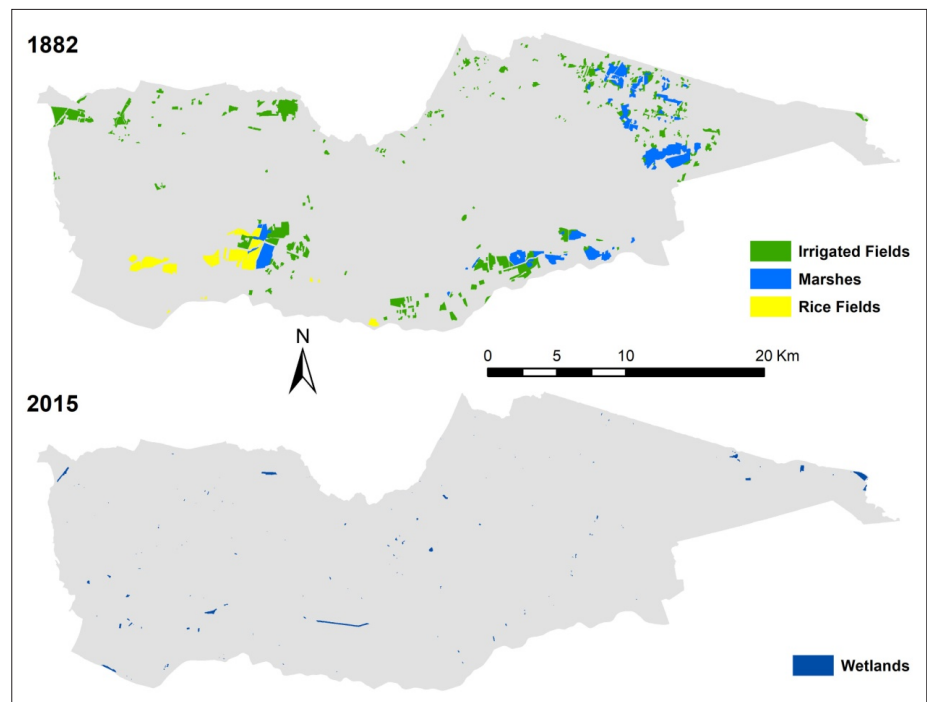 1882
Irrigated Fields
Marshes
Rice Fields
N
0 5 10 20 Km
2015
Wetlands